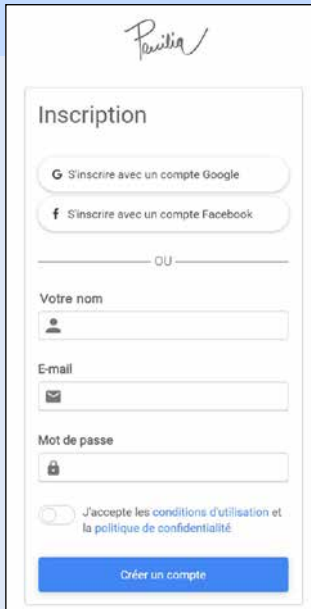 Pauilia
Inscription
G S'inscrire avec un compte Google
f S'inscrire avec un compte Facebook
OU
Votre nom
E-mail
Mot de passe
J'accepte les conditions d'utilisation et
la politique de confidentialité
Créer un compte